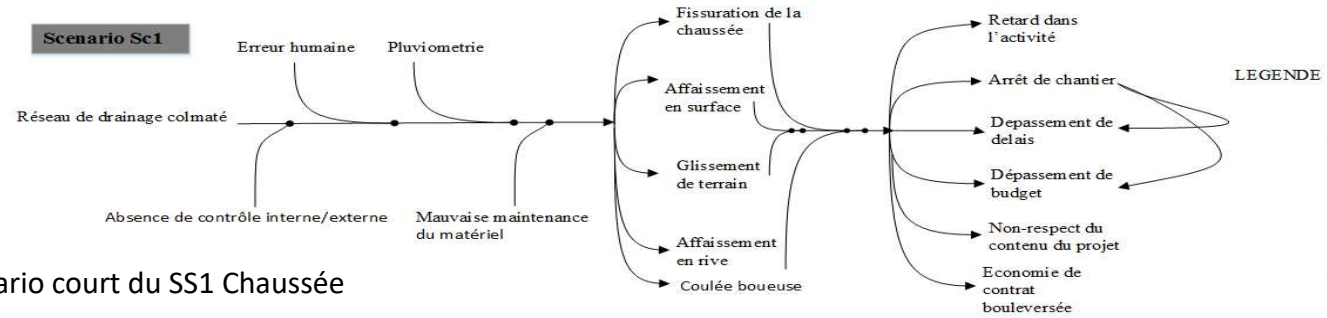 Scenario Sc1
Erreur humaine
Pluviometrie
Réseau de drainage colmaté
Absence de contrôle interne/externe
Mauvaise maintenance
du matériel
Fissuration de la
chaussée
Affaissement
en surface
Glissement
de terrain
Affaissement
en rive
Coulée boueuse
Retard dans
l'activité
Arrêt de chantier
Depassement de
delais
Dépassement de
budget
Non-respect du
contenu du projet
Economie de
contrat
bouleversée
LEGENDE
ario court du SS1 Chaussée